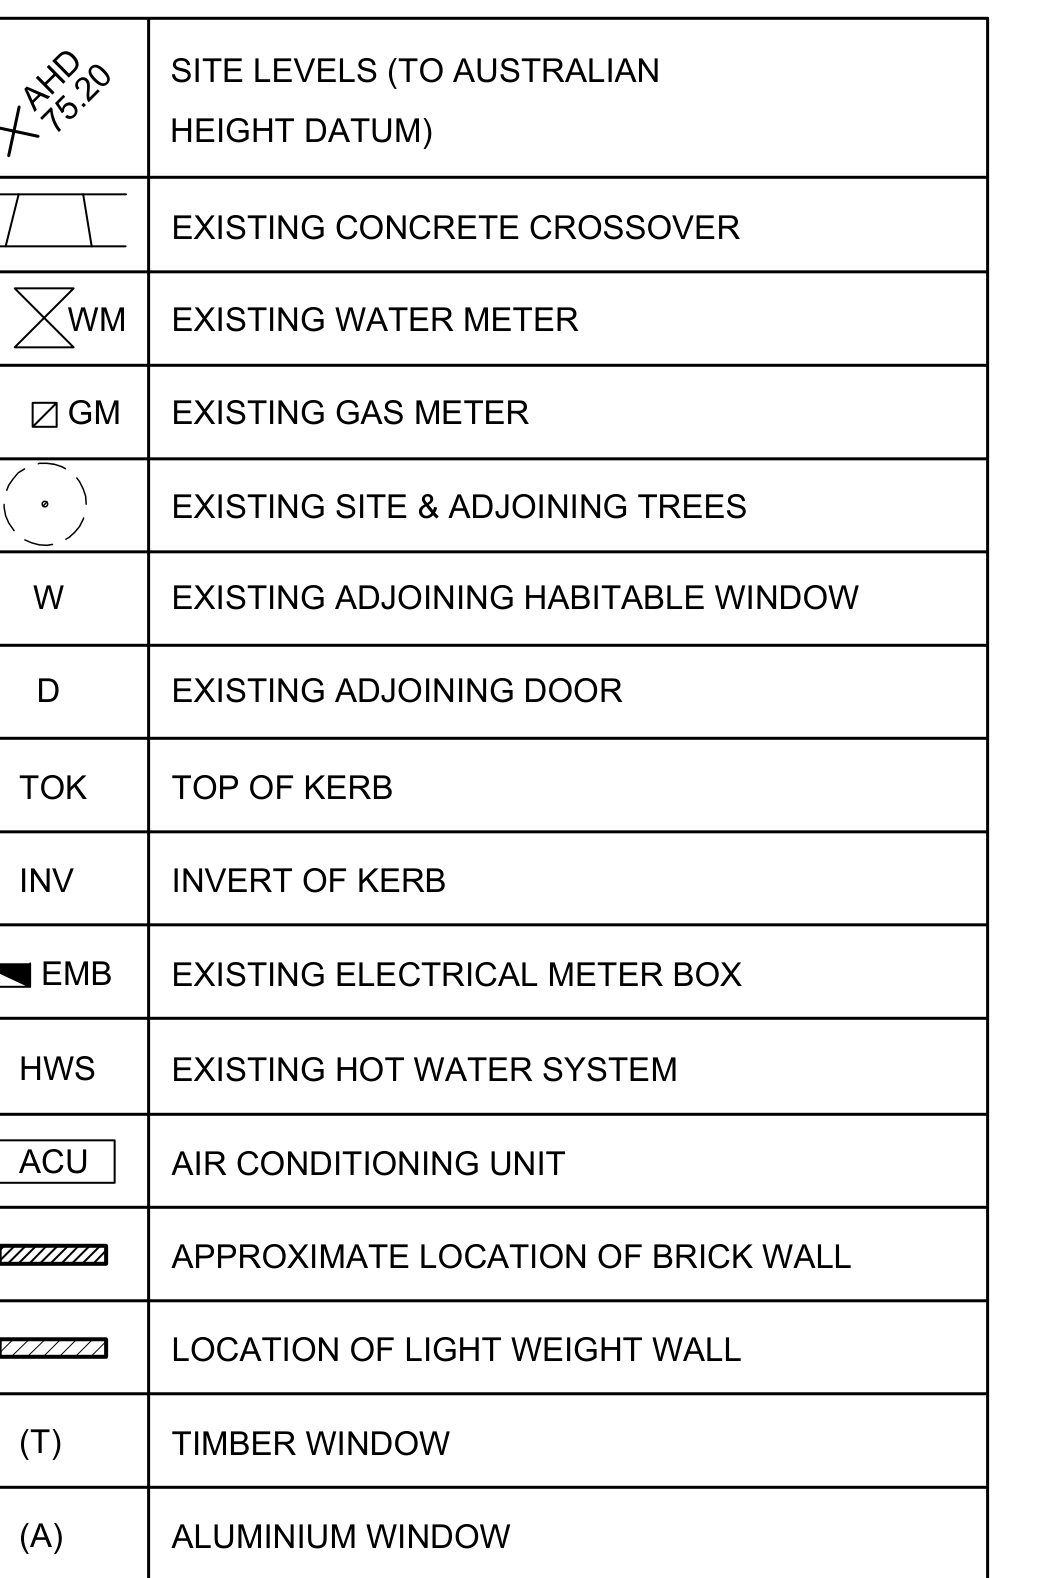 AHD
75.20
SITE LEVELS (TO AUSTRALIAN
HEIGHT DATUM)
EXISTING CONCRETE CROSSOVER
WM EXISTING WATER METER
GM EXISTING GAS METER
EXISTING SITE & ADJOINING TREES
W EXISTING ADJOINING HABITABLE WINDOW
D EXISTING ADJOINING DOOR
TOK TOP OF KERB
INV INVERT OF KERB
EMB EXISTING ELECTRICAL METER BOX
HWS EXISTING HOT WATER SYSTEM
ACU AIR CONDITIONING UNIT
APPROXIMATE LOCATION OF BRICK WALL
LOCATION OF LIGHT WEIGHT WALL
(T) TIMBER WINDOW
(A) ALUMINIUM WINDOW